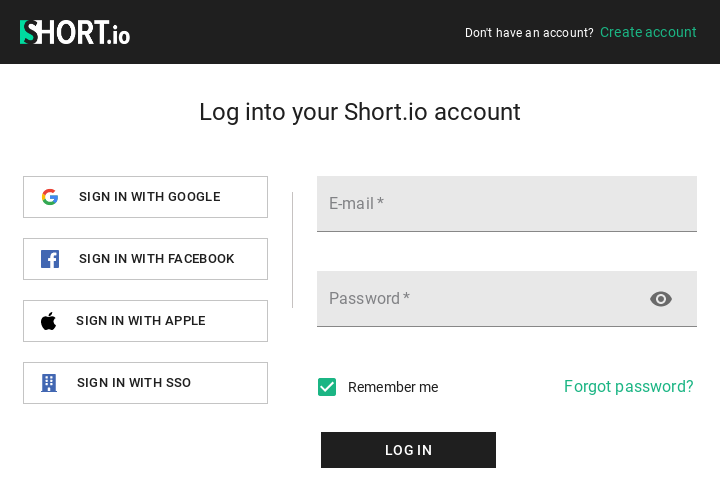 SHORT.io
Don't have an account? Create account
Log into your Short.io account
SIGN IN WITH GOOGLE
SIGN IN WITH FACEBOOK
SIGN IN WITH APPLE
SIGN IN WITH SSO
E-mail *
Password *
Remember me
Forgot password?
LOG IN